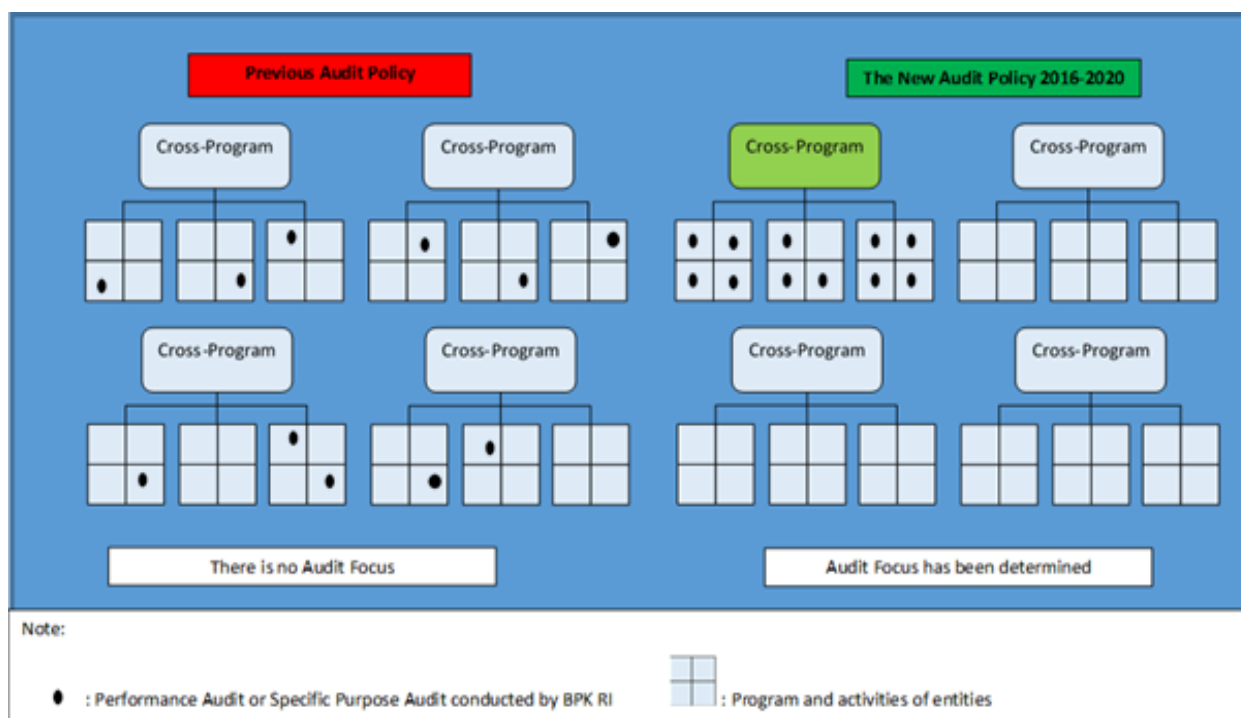 Previous Audit Policy
The New Audit Policy 2016-2020
Cross-Program
Cross-Program
Cross-Program
Cross-Program
Cross-Program
Cross-Program
Cross-Program
Cross-Program
There is no Audit Focus
Audit Focus has been determined
Note:
: Performance Audit or Specific Purpose Audit conducted by BPK RI
: Program and activities of entities